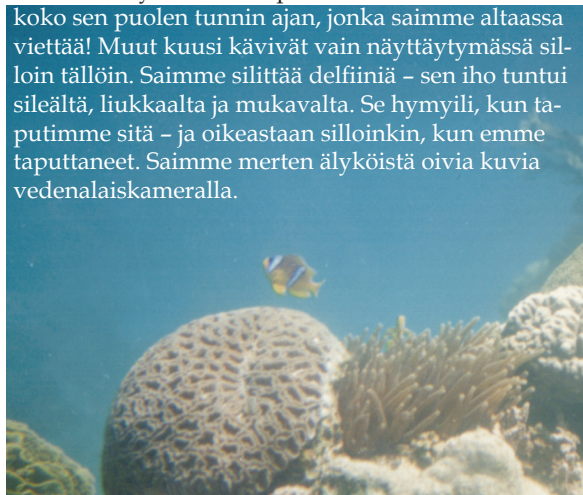 koko sen puolen tunnin ajan, jonka saimme altaassa
viettää! Muut kuusi kävivät vain näyttäytymässä sil-
loin tällöin. Saimme silittää delfiiniä – sen iho tuntui
sileältä, liukkaalta ja mukavalta. Se hymyili, kun ta-
putimme sitä – ja oikeastaan silloinkin, kun emme
taputtaneet. Saimme merten älyköistä oivia kuvia
vedenalaiskameralla.